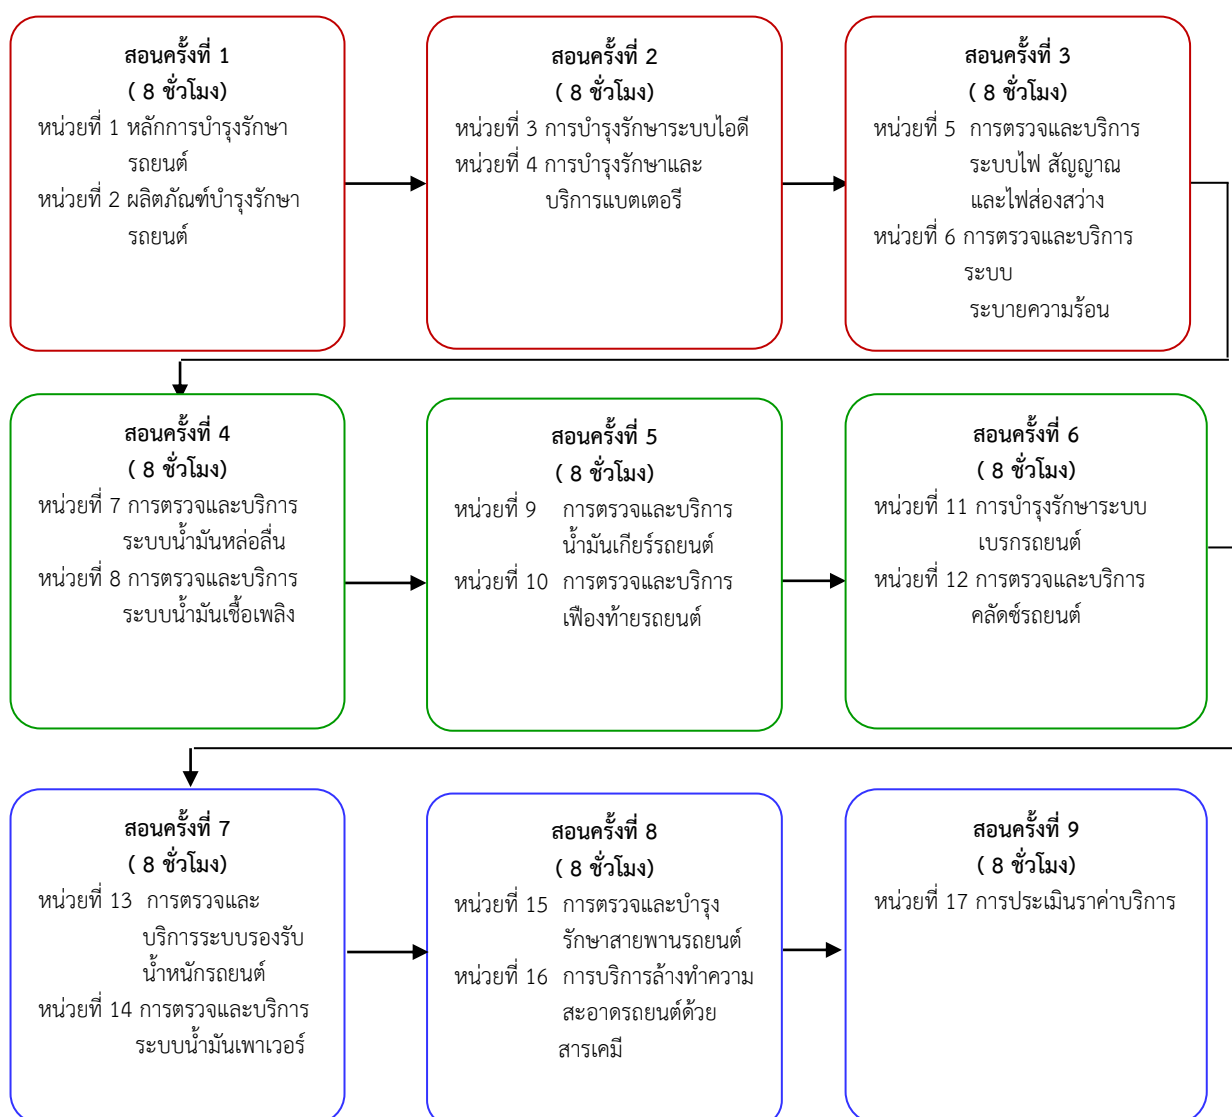 สอนครั้งที่ 1
( 8 ชั่วโมง)
หน่วยที่ 1 หลักการบำรุงรักษา
รถยนต์
หน่วยที่ 2 ผลิตภัณฑ์บำรุงรักษา
รถยนต์
สอนครั้งที่ 2
( 8 ชั่วโมง)
หน่วยที่ 3 การบำรุงรักษาระบบไอดี
หน่วยที่ 4 การบำรุงรักษาและ
บริการแบตเตอรี
สอนครั้งที่ 3
( 8 ชั่วโมง)
หน่วยที่ 5 การตรวจและบริการ
ระบบไฟ สัญญาณ
และไฟส่องสว่าง
หน่วยที่ 6 การตรวจและบริการ
ระบบ
ระบายความร้อน
สอนครั้งที่ 4
( 8 ชั่วโมง)
หน่วยที่ 7 การตรวจและบริการ
ระบบน้ำมันหล่อลื่น
หน่วยที่ 8 การตรวจและบริการ
ระบบน้ำมันเชื้อเพลิง
สอนครั้งที่ 5
( 8 ชั่วโมง)
หน่วยที่ 9 การตรวจและบริการ
น้ำมันเกียร์รถยนต์
หน่วยที่ 10 การตรวจและบริการ
เฟืองท้ายรถยนต์
สอนครั้งที่ 6
( 8 ชั่วโมง)
หน่วยที่ 11 การบำรุงรักษาระบบ
เบรกรถยนต์
หน่วยที่ 12 การตรวจและบริการ
คลัดซ์รถยนต์
สอนครั้งที่ 7
( 8 ชั่วโมง)
หน่วยที่ 13 การตรวจและ
บริการระบบรองรับ
น้ำหนักรถยนต์
หน่วยที่ 14 การตรวจและบริการ
ระบบน้ำมันเพาเวอร์
สอนครั้งที่ 8
( 8 ชั่วโมง)
หน่วยที่ 15 การตรวจและบำรุง
รักษาสายพานรถยนต์
หน่วยที่ 16 การบริการล้างทำความ
สะอาดรถยนต์ด้วย
สารเคมี
สอนครั้งที่ 9
( 8 ชั่วโมง)
หน่วยที่ 17 การประเมินราค่าบริการ